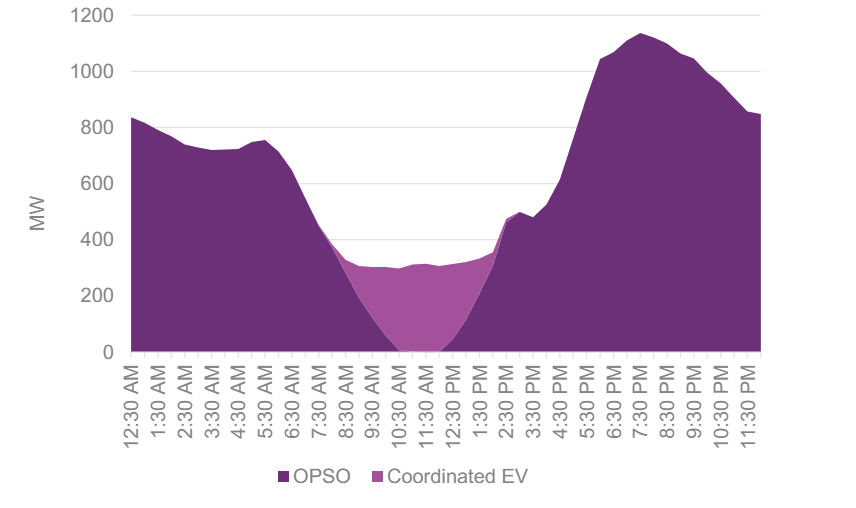 1200
1000
800
600
400
200
0
MW
12:30 AM
1:30 AM
2:30 AM
3:30 AM
4:30 AM
5:30 AM
6:30 AM
7:30 AM
8:30 AM
9:30 AM
10:30 AM
11:30 AM
12:30 PM
1:30 PM
2:30 PM
3:30 PM
4:30 PM
5:30 PM
6:30 PM
7:30 PM
8:30 PM
9:30 PM
10:30 PM
11:30 PM
OPSO Coordinated EV